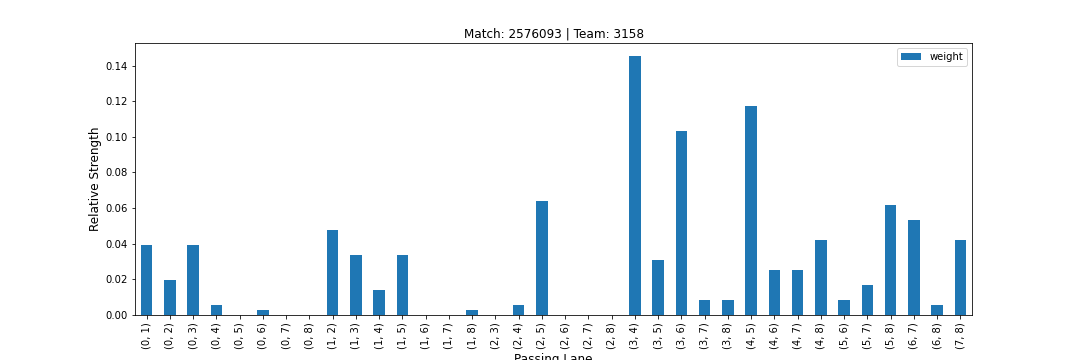 Match: 2576093 | Team: 3158
weight
Relative Strength
0.14
0.12
0.10
0.08
0.06
0.04
0.02
0.00
(0, 1) (0, 2) (0, 3) (0, 4) (0, 5) (0, 6) (0, 7) (0, 8) (1, 2) (1, 3) (1, 4) (1, 5) (1, 6) (1, 7) (1, 8) (2, 3) (2, 4) (2, 5) (2, 6) (2, 7) (2, 8) (3, 4) (3, 5) (3, 6) (3, 7) (3, 8) (4, 5) (4, 6) (4, 7) (4, 8) (5, 6) (5, 7) (5, 8) (6, 7) (6, 8) (7, 8)
Passing Lane